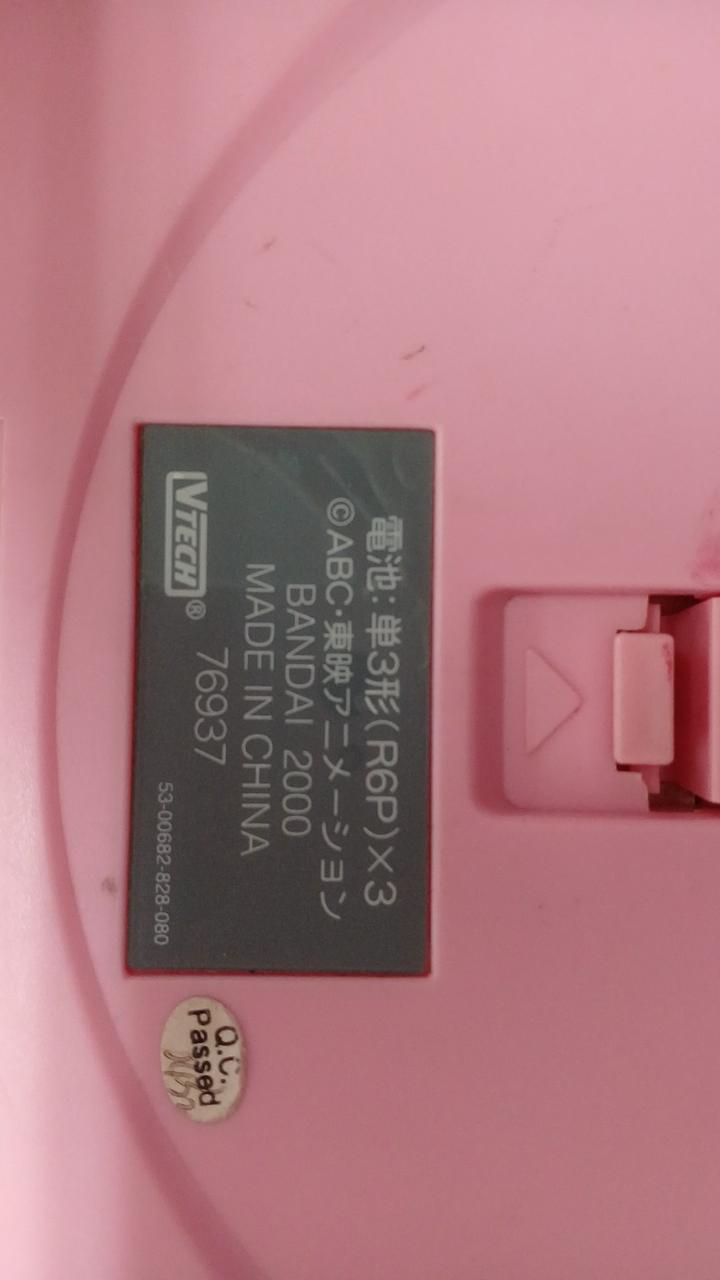 電池:単3形(R6P)×3
©ABC・東映アニメーション
BANDAI 2000
MADE IN CHINA
76937
VTECH®
53-00682-828-080
Q.C.
Passed